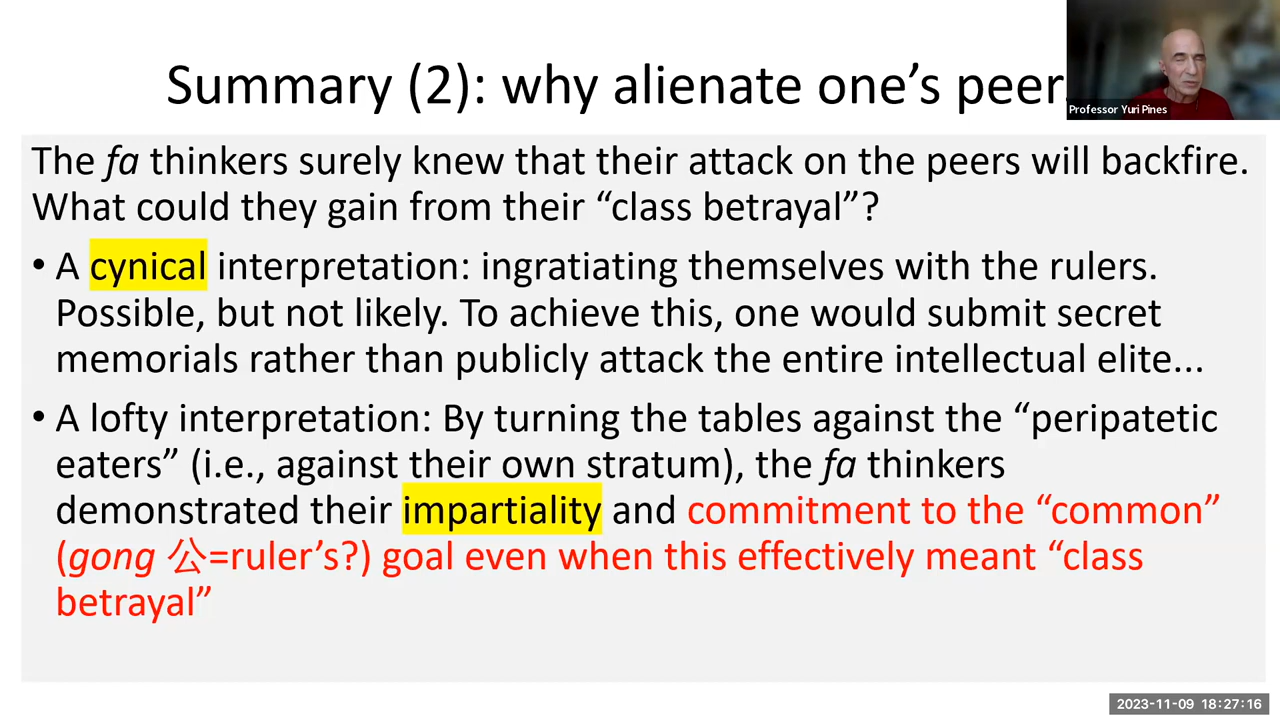 Summary (2): why alienate one’s peer
Professor Yuri Pines
The fa thinkers surely knew that their attack on the peers will backfire.
What could they gain from their “class betrayal”?
• A cynical interpretation: ingratiating themselves with the rulers.
Possible, but not likely. To achieve this, one would submit secret
memorials rather than publicly attack the entire intellectual elite...
• A lofty interpretation: By turning the tables against the “peripatetic
eaters” (i.e., against their own stratum), the fa thinkers
demonstrated their impartiality and commitment to the “common”
(gong 公=ruler’s?) goal even when this effectively meant “class
betrayal”
2023-11-09 18:27:16